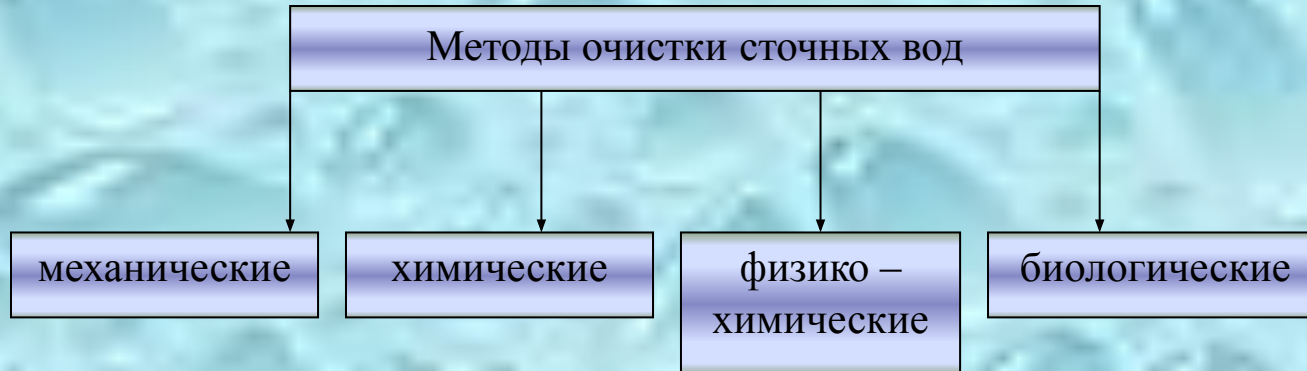 Методы очистки сточных вод
механические
химические
физико –
химические
биологические